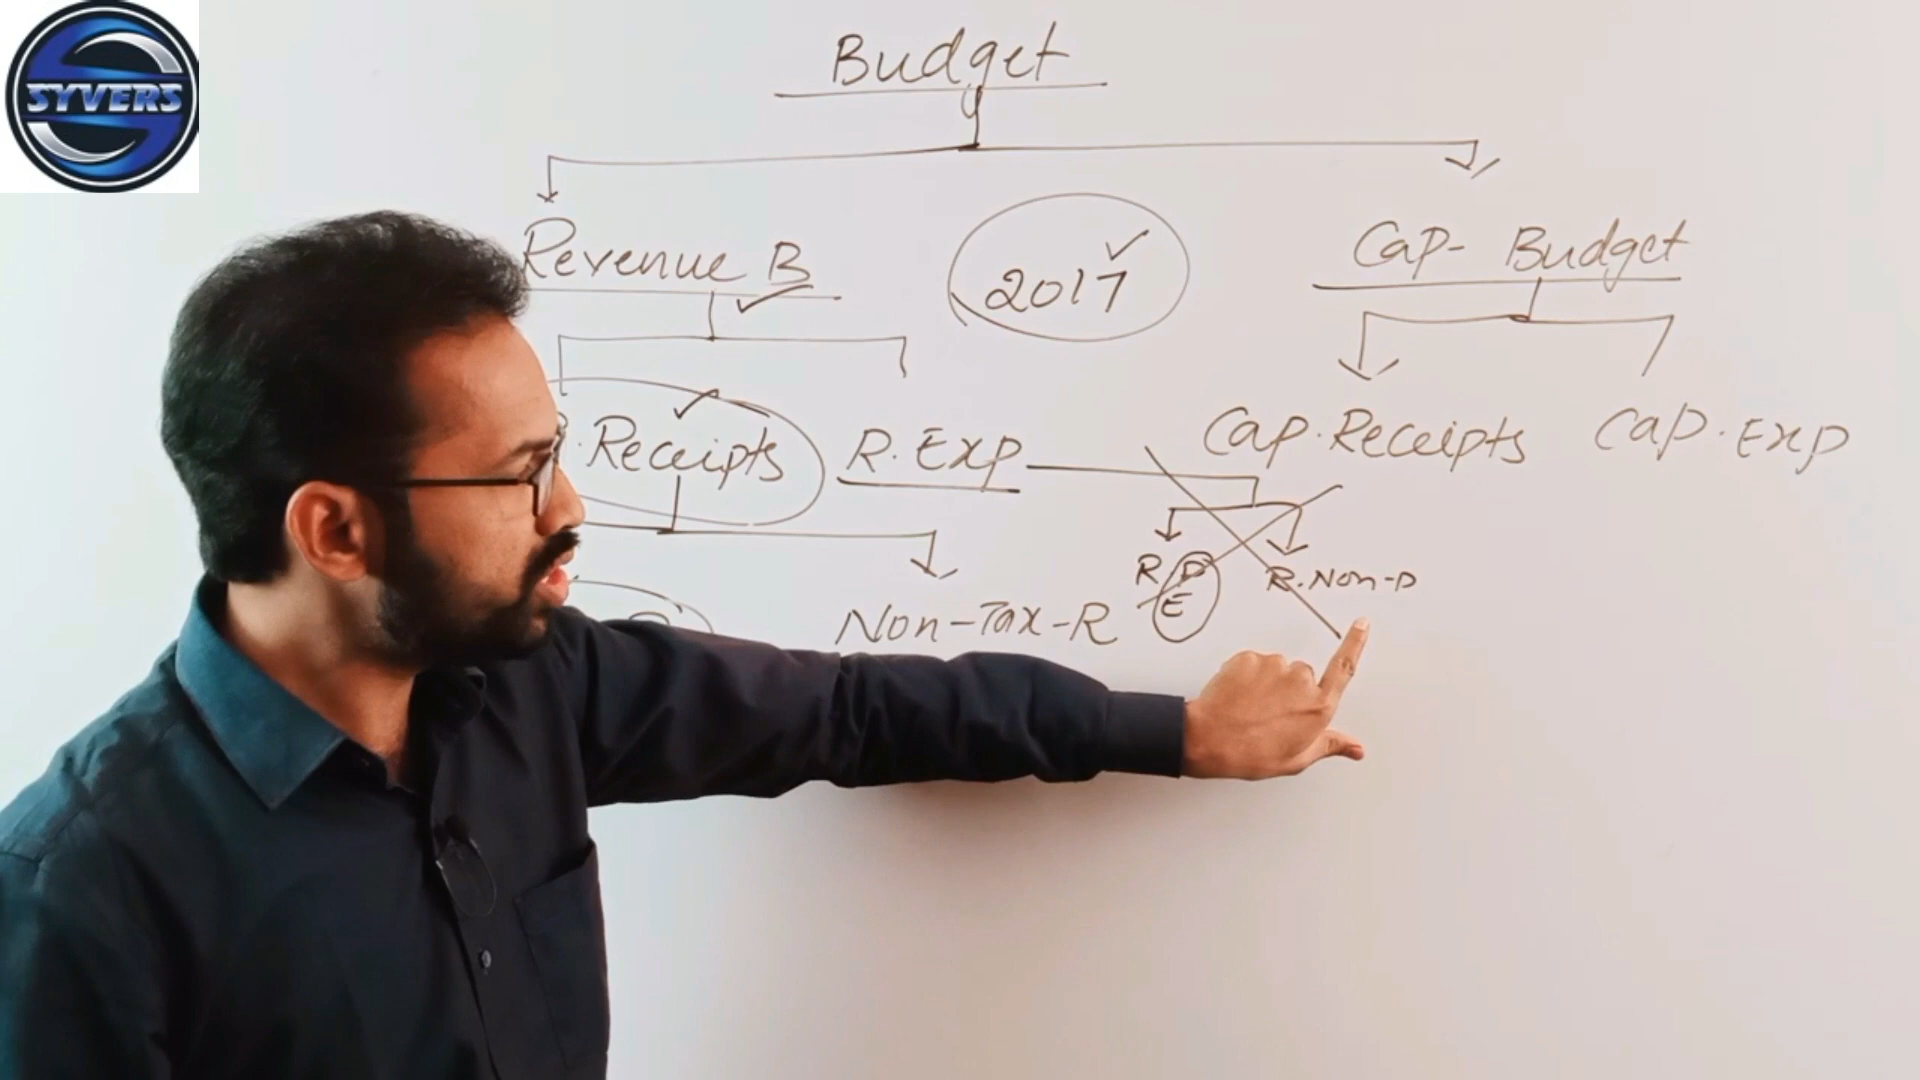 SYVERS
Budget
Revenue B
2017
Cap- Budget
Receipts
R. Exp
Cap. Receipts
Cap. Exp
R. D
E
R. Non-D
Non-Tax-R